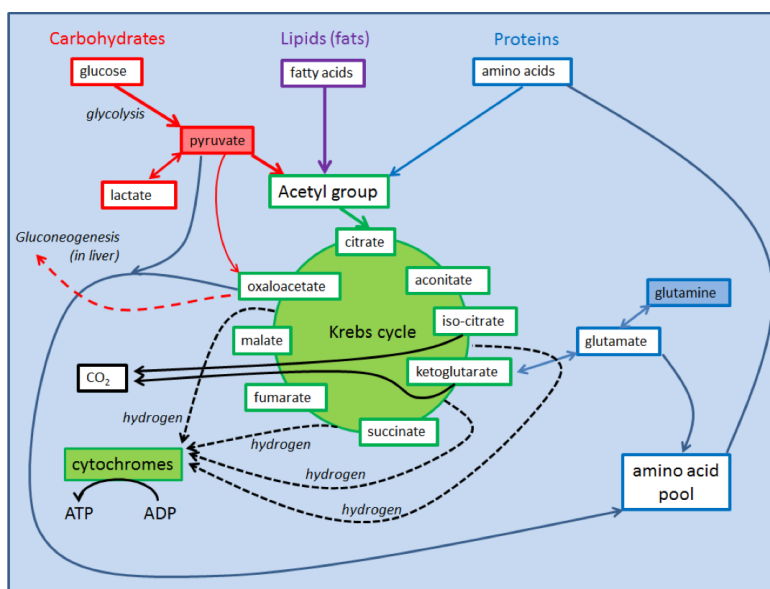 Carbohydrates
Lipids (fats)
Proteins
glucose
fatty acids
amino acids
glycolysis
pyruvate
lactate
Acetyl group
Gluconeogenesis
(in liver)
citrate
oxaloacetate
aconitate
glutamine
iso-citrate
Krebs cycle
malate
glutamate
ketoglutarate
CO2
fumarate
hydrogen
succinate
hydrogen
cytochromes
hydrogen
amino acid
pool
hydrogen
ATP
ADP